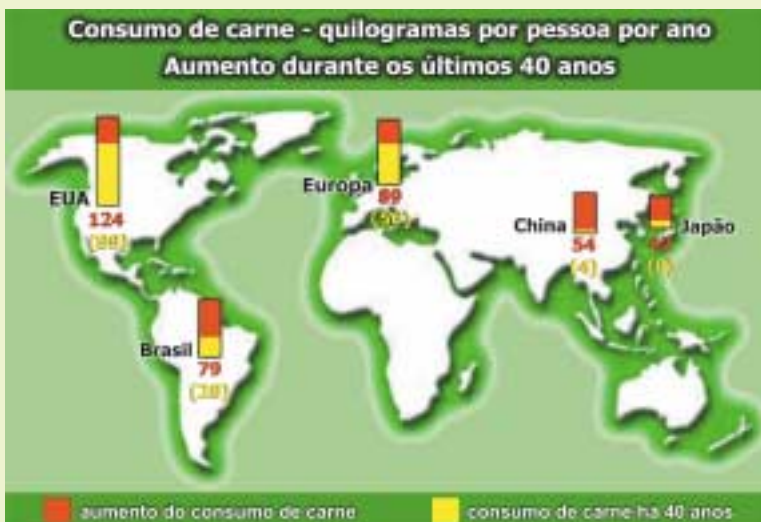 Consumo de carne - quilogramas por pessoa por ano
Aumento durante os últimos 40 anos
EUA
124
Europa
89
China
54
(4)
Japão
Brasil
79
(28)
aumento do consumo de carne
consumo de carne há 40 anos